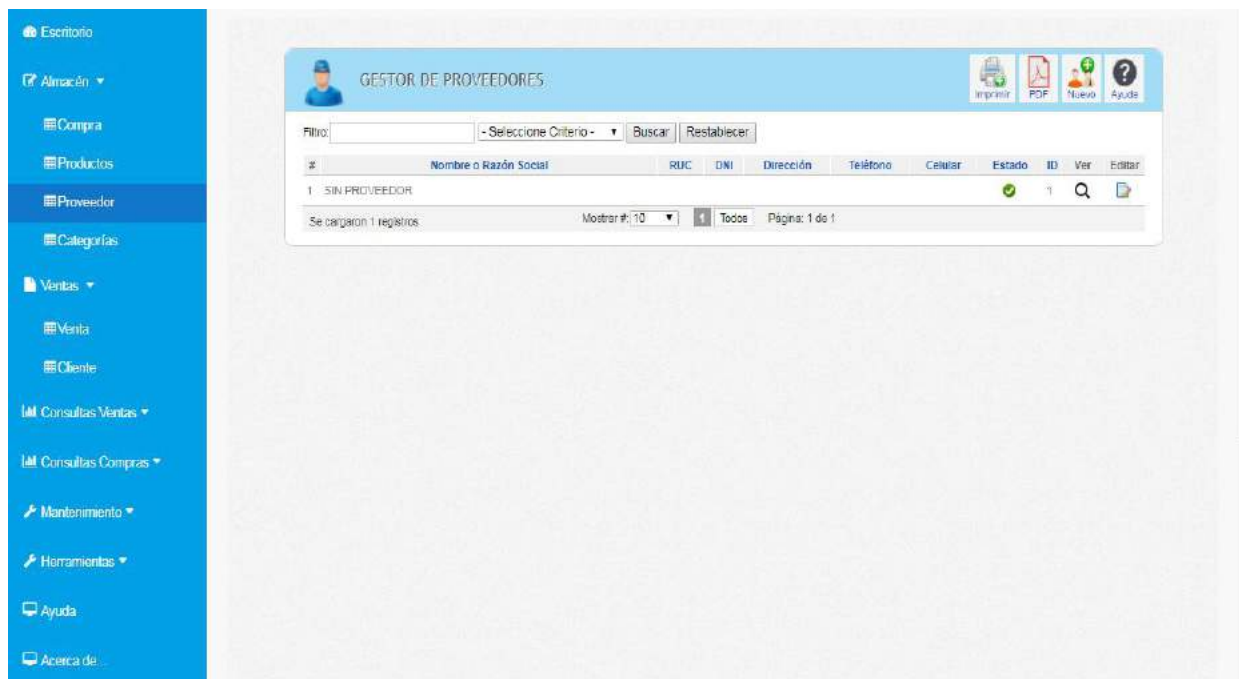 Escritorio
Almacén
Compra
Productos
Proveedor
Categorías
Ventas
Venta
Cliente
Consultas Ventas
Consultas Compras
Mantenimiento
Herramientas
Ayuda
Acerca de...
GESTOR DE PROVEEDORES
Imprimir PDF Nuevo Ayuda
Filtro: - Seleccione Criterio - Buscar Restablecer
# Nombre o Razón Social RUC DNI Dirección Teléfono Celular Estado ID Ver Editar
1 SIN PROVEEDOR 1
Se cargaron 1 registros Mostrar #: 10 1 Todos Página: 1 de 1